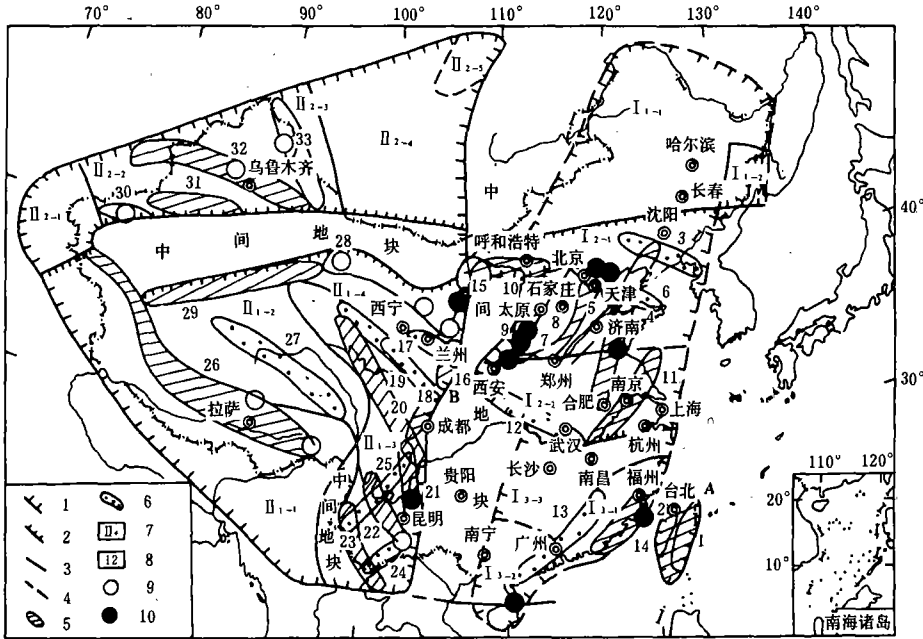 70° 80° 90° 100° 110° 120° 130° 140°
Ⅱ₂₋₅
Ⅰ₁₋₁
Ⅱ₂₋₃
33
Ⅱ₂₋₄
哈尔滨
32
乌鲁木齐
中
长春
Ⅰ₁₋₂
Ⅱ₂₋₂
31
30
沈阳
40°
Ⅱ₂₋₁
中 间 地 块
28
呼和浩特
北京
Ⅰ₂₋₁
3
15
10
石家庄
天津
6
29
Ⅱ₁₋₂
Ⅱ₁₋₄
西宁
间
太原
8
5
4
济南
27
17
兰州
9
7
30°
26
19
16
西安
郑州
18
B
地
Ⅰ₂₋₂
合肥
南京
11
上海
拉萨
20
成都
12
武汉
杭州
Ⅱ₁₋₃
25
贵阳
长沙
南昌
福州
台北
A
110° 120°
中
间
地
块
21
块
Ⅰ₃₋₃
13
Ⅰ₃₋₁
2
20°
Ⅱ₁₋₁
昆明
23
22
南宁
广州
14
1
10°
24
Ⅰ₃₋₂
南海诸岛
1
2
3
4
5
6
Ⅱ₄ 7
12 8
9
10